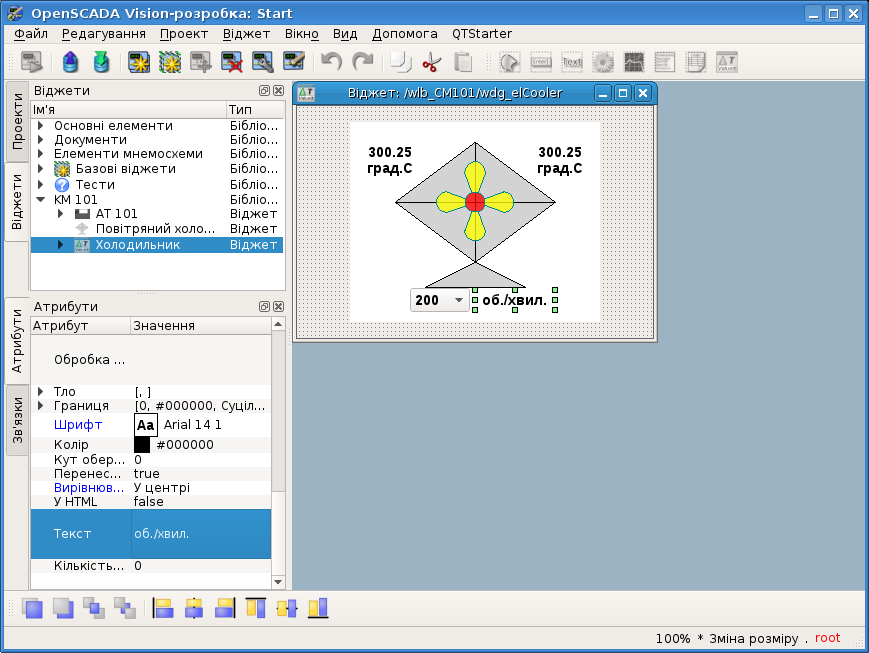 OpenSCADA Vision-розробка: Start
Файл Редагування Проект Віджет Вікно Вид Допомога QTStarter
Проекти
Віджети
Віджети
Ім'я Тип
Основні елементи Бібліо...
Документи Бібліо...
Елементи мнемосхеми Бібліо...
Базові віджети Бібліо...
Тести Бібліо...
КМ 101 Бібліо...
АТ 101 Віджет
Повітряний холо... Віджет
Холодильник Віджет
Атрибути
Зв'язки
Атрибути
Атрибут Значення
Обробка ...
Тло [, ]
Границя [0, #000000, Суціл...
Шрифт Aa Arial 14 1
Колір #000000
Кут обер... 0
Перенес... true
Вирівнюв... У центрі
У HTML false
Текст об./хвил.
Кількість... 0
Віджет: /wlb_CM101/wdg_elCooler
300.25 300.25
град.С град.С
200 об./хвил.
100% * Зміна розміру . root